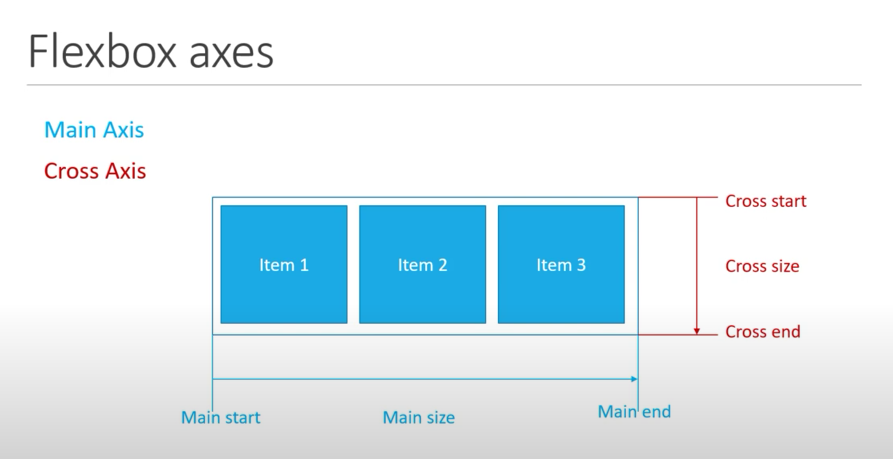 Flexbox axes
Main Axis
Cross Axis
Cross start
Item 1
Item 2
Item 3
Cross size
Cross end
Main start
Main size
Main end